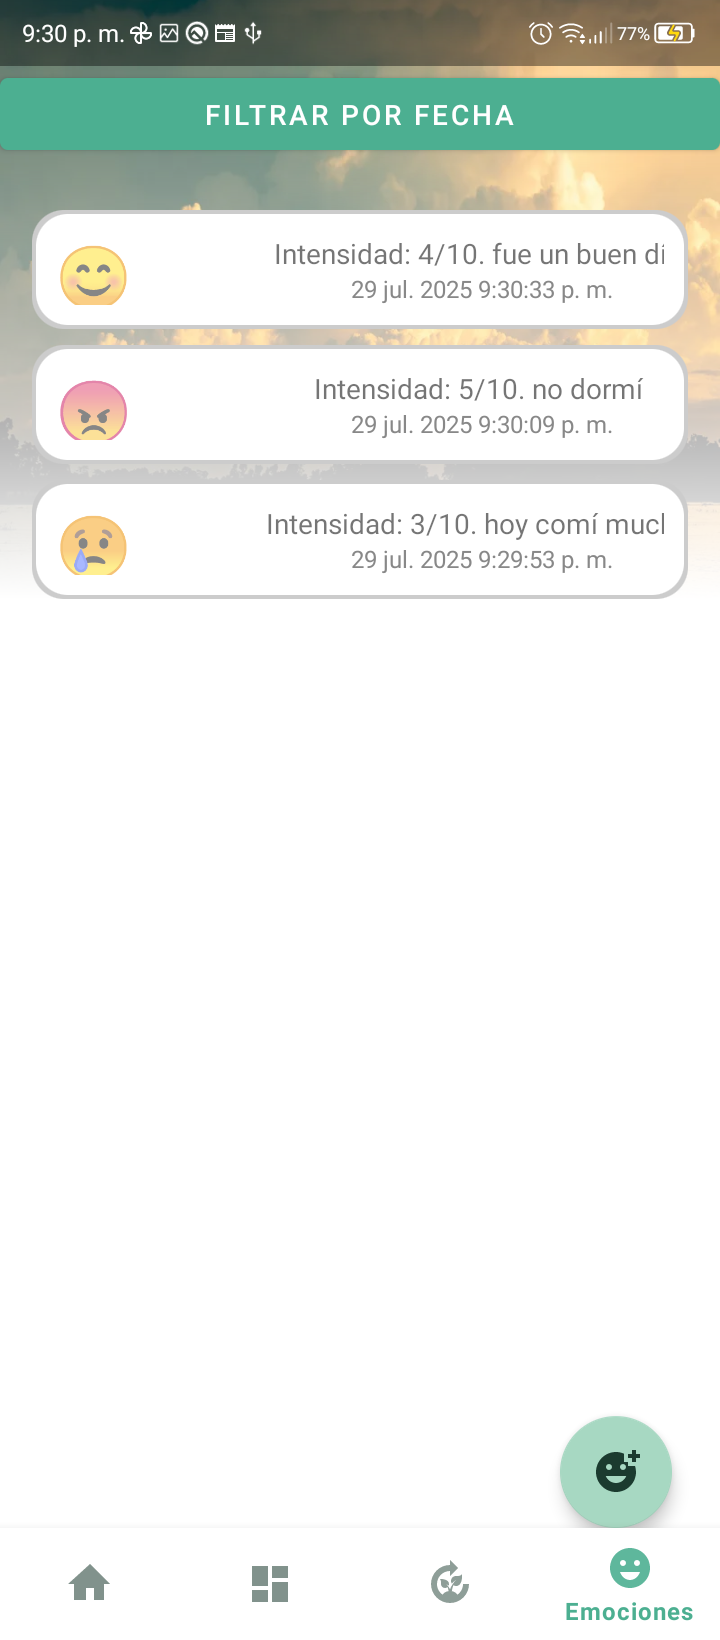 9:30 p. m.
77%
FILTRAR POR FECHA
Intensidad: 4/10. fue un buen dí
29 jul. 2025 9:30:33 p. m.
Intensidad: 5/10. no dormí
29 jul. 2025 9:30:09 p. m.
Intensidad: 3/10. hoy comí mucl
29 jul. 2025 9:29:53 p. m.
Emociones